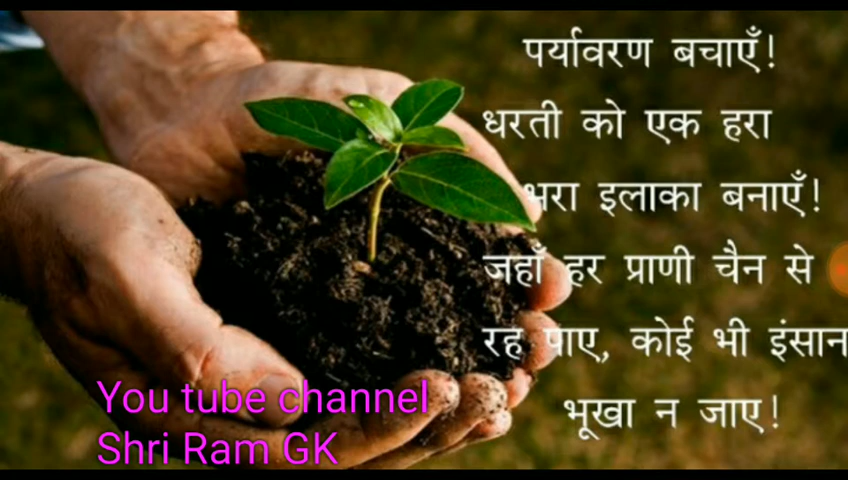 पर्यावरण बचाएँ!
धरती को एक हरा
भरा इलाका बनाएँ!
जहाँ हर प्राणी चैन से
रह पाए, कोई भी इंसान
भूखा न जाए!
You tube channel
Shri Ram GK